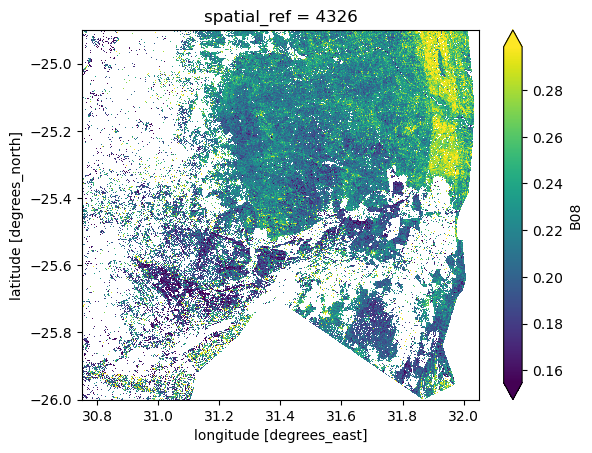 spatial_ref = 4326
−25.0
−25.2
−25.4
−25.6
−25.8
−26.0
latitude [degrees_north]
30.8 31.0 31.2 31.4 31.6 31.8 32.0
longitude [degrees_east]
0.28
0.26
0.24
0.22
0.20
0.18
0.16
B08